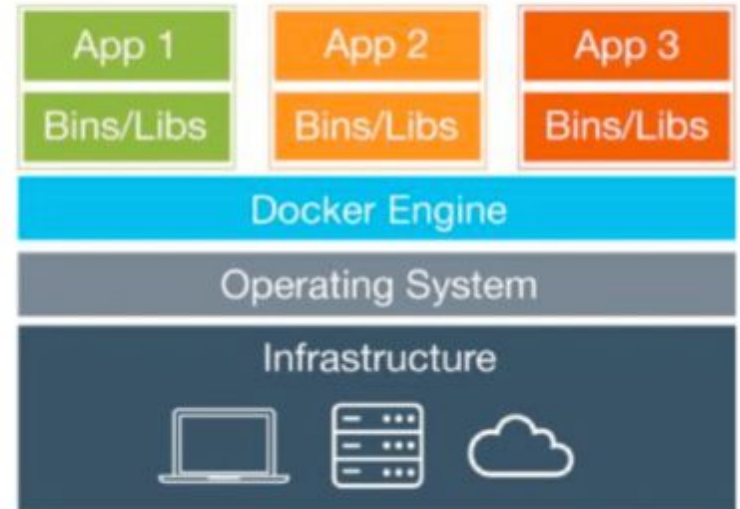 App 1 App 2 App 3
Bins/Libs Bins/Libs Bins/Libs
Docker Engine
Operating System
Infrastructure